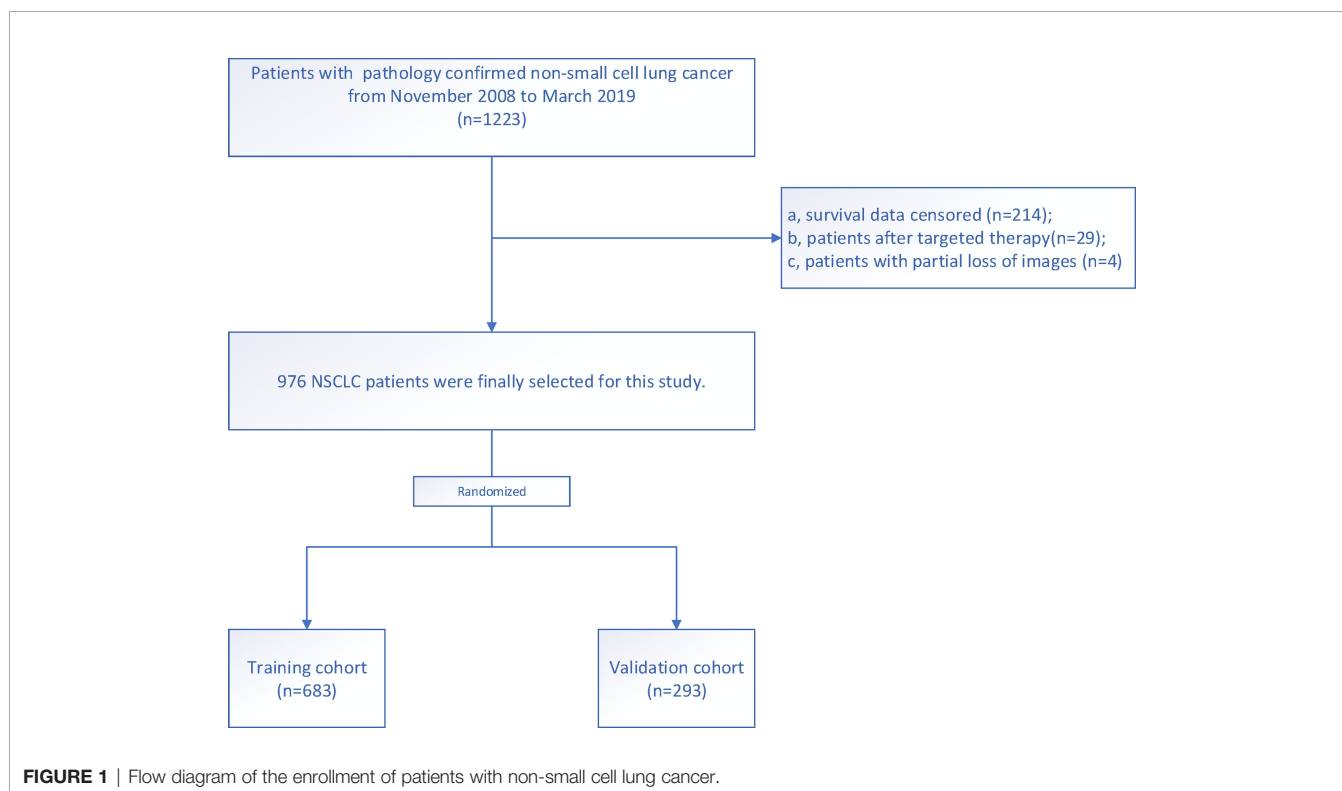 Patients with  pathology confirmed non-small cell lung cancer
from November 2008 to March 2019
(n=1223)
a, survival data censored (n=214);
b, patients after targeted therapy(n=29);
c, patients with partial loss of images (n=4)
976 NSCLC patients were finally selected for this study.
Randomized
Training cohort
(n=683)
Validation cohort
(n=293)
FIGURE 1 | Flow diagram of the enrollment of patients with non-small cell lung cancer.